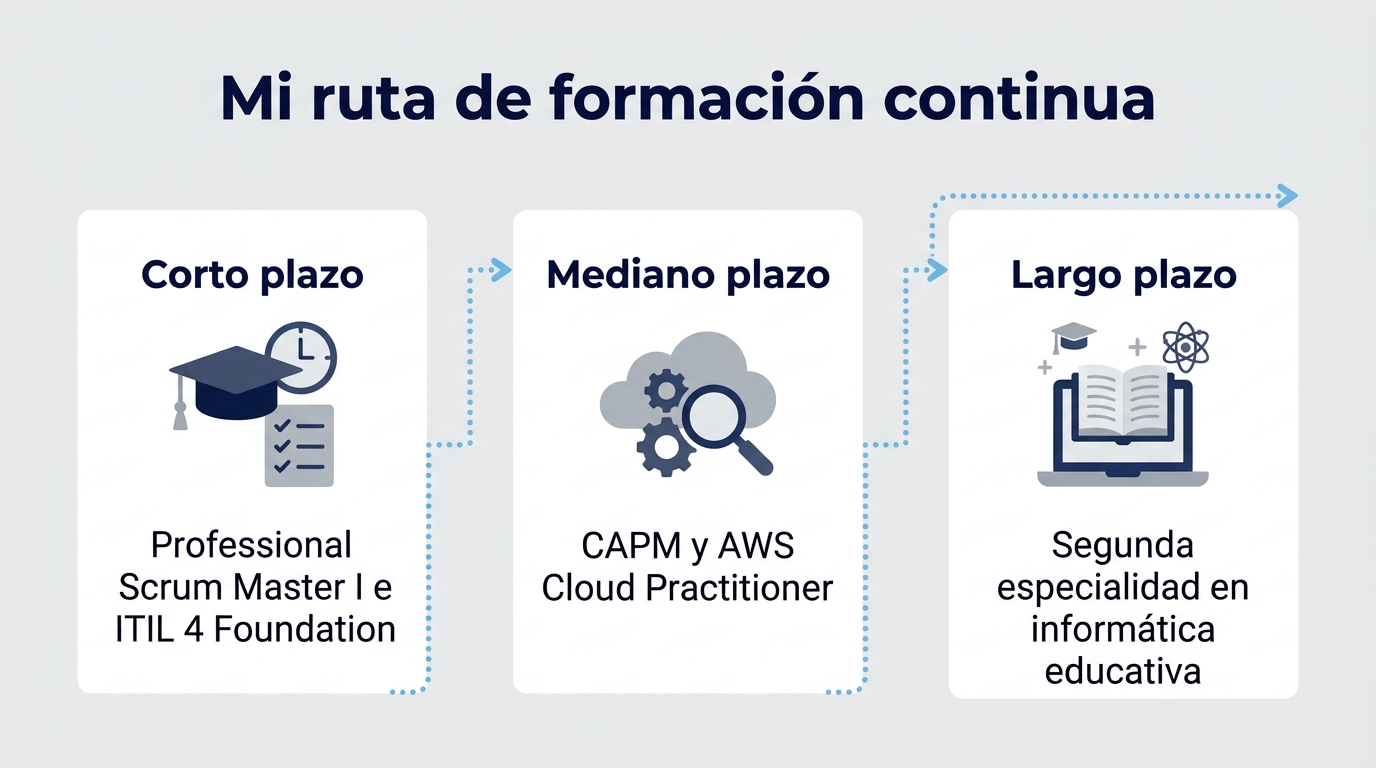 Mi ruta de formación continua
Corto plazo
Professional
Scrum Master I e
ITIL 4 Foundation
Mediano plazo
CAPM y AWS
Cloud Practitioner
Largo plazo
Segunda
especialidad en
informática
educativa